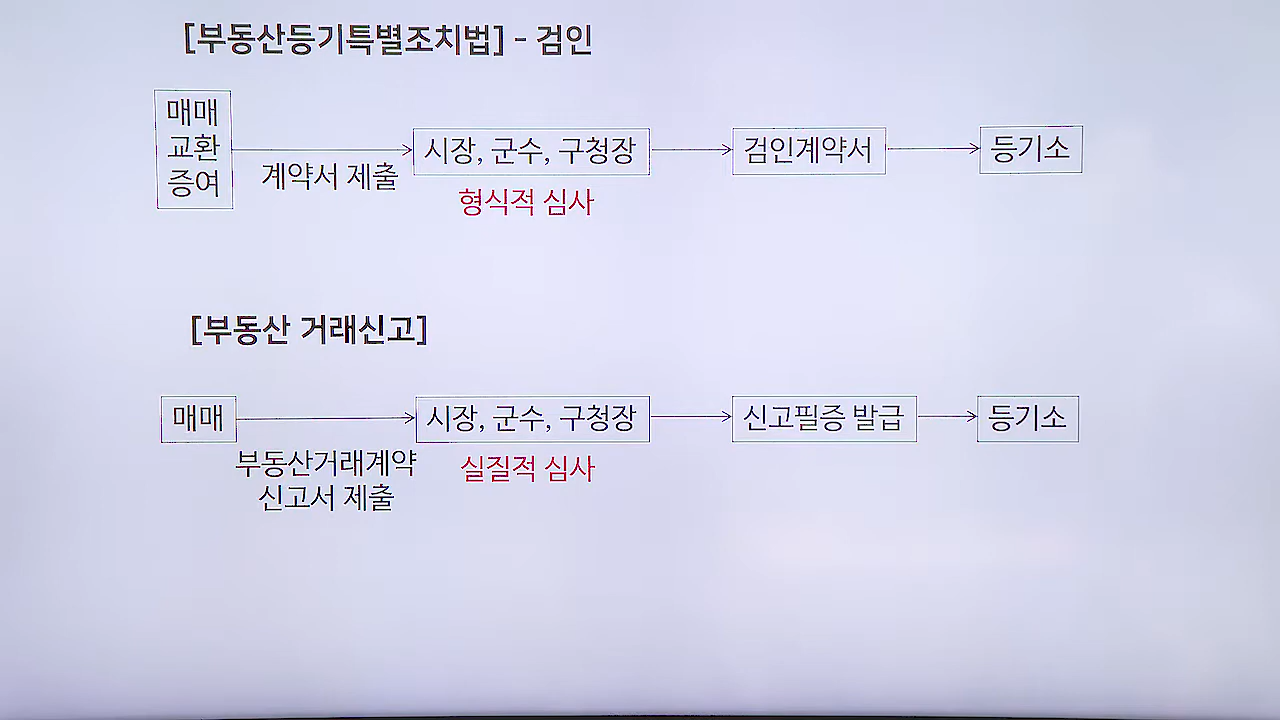 [부동산등기특별조치법] - 검인
매매
교환
증여
계약서 제출
시장, 군수, 구청장
형식적 심사
검인계약서
등기소
[부동산 거래신고]
매매
부동산거래계약
신고서 제출
시장, 군수, 구청장
실질적 심사
신고필증 발급
등기소